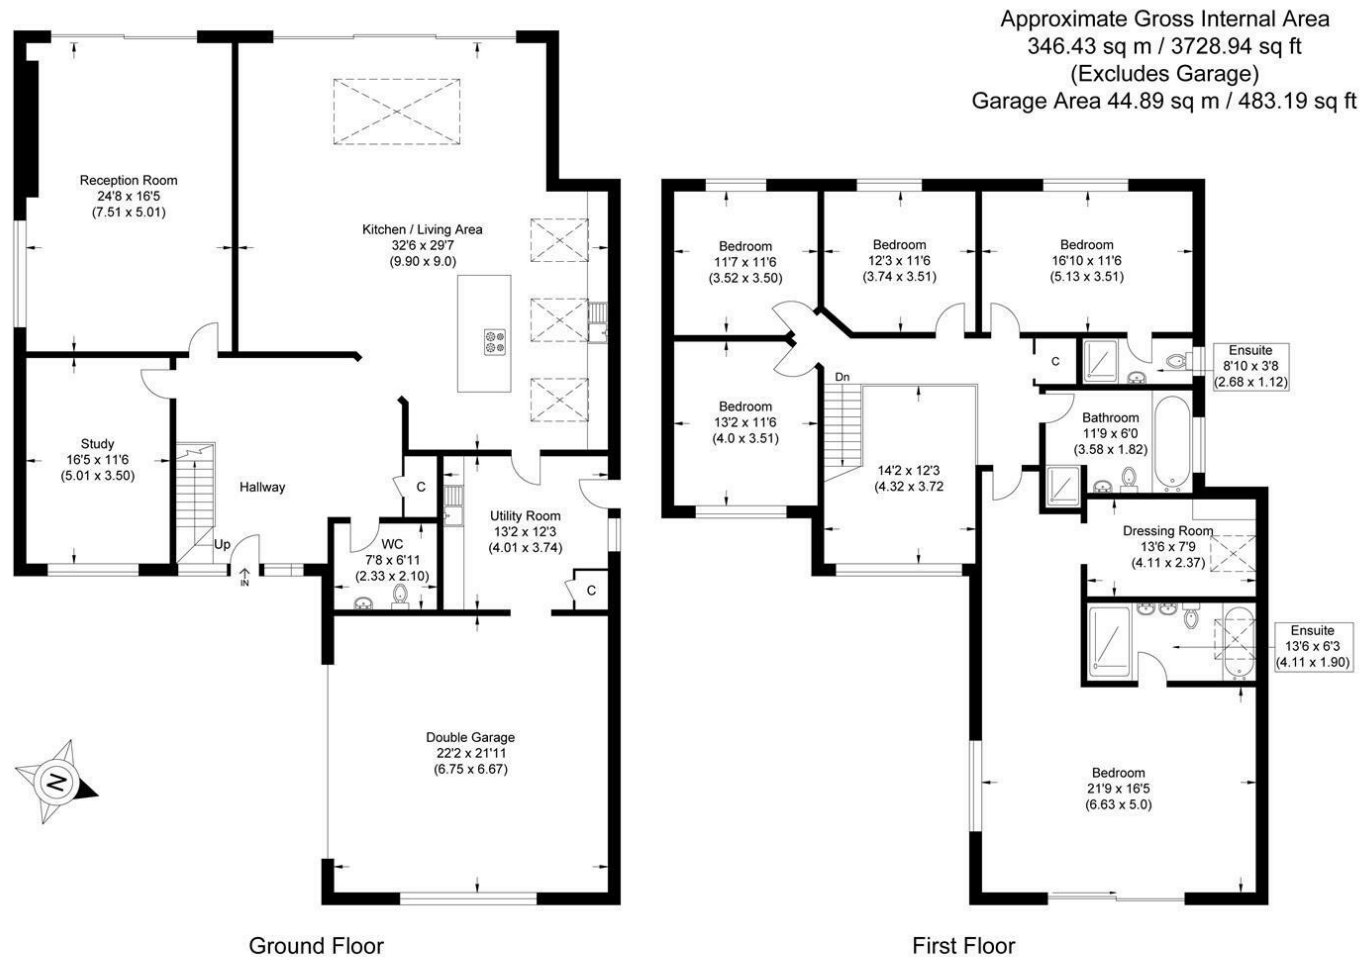 Approximate Gross Internal Area
346.43 sq m / 3728.94 sq ft
(Excludes Garage)
Garage Area 44.89 sq m / 483.19 sq ft
Reception Room
24'8 x 16'5
(7.51 x 5.01)
Kitchen / Living Area
32'6 x 29'7
(9.90 x 9.0)
Study
16'5 x 11'6
(5.01 x 3.50)
Hallway
Up
IN
C
WC
7'8 x 6'11
(2.33 x 2.10)
Utility Room
13'2 x 12'3
(4.01 x 3.74)
C
Double Garage
22'2 x 21'11
(6.75 x 6.67)
N
Ground Floor
Bedroom
11'7 x 11'6
(3.52 x 3.50)
Bedroom
12'3 x 11'6
(3.74 x 3.51)
Bedroom
16'10 x 11'6
(5.13 x 3.51)
Ensuite
8'10 x 3'8
(2.68 x 1.12)
C
Dn
Bedroom
13'2 x 11'6
(4.0 x 3.51)
Bathroom
11'9 x 6'0
(3.58 x 1.82)
14'2 x 12'3
(4.32 x 3.72
Dressing Room
13'6 x 7'9
(4.11 x 2.37)
Ensuite
13'6 x 6'3
(4.11 x 1.90)
Bedroom
21'9 x 16'5
(6.63 x 5.0)
First Floor